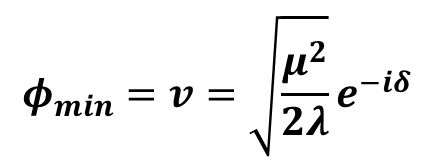 ϕ_min = v = √(μ²/2λ) e^{−iδ}